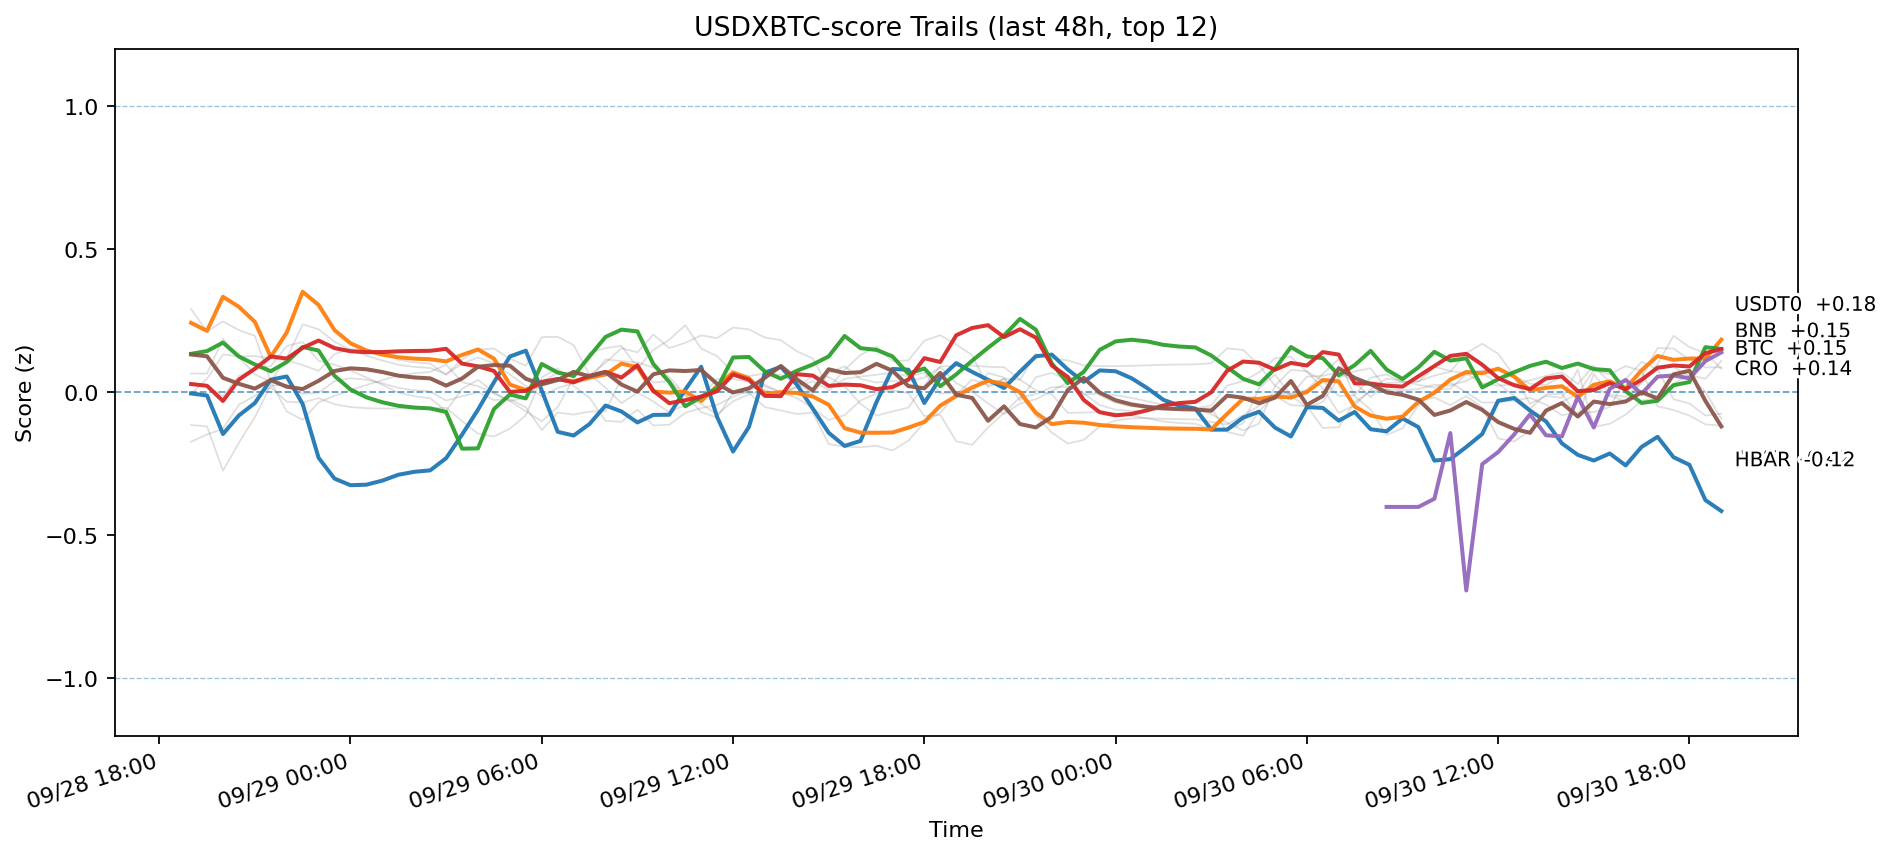 USDXBTC-score Trails (last 48h, top 12)
Score (z)
1.0
0.5
0.0
−0.5
−1.0
USDT0 +0.18
BNB +0.15
BTC +0.15
CRO +0.14
HBAR -0.12
09/28 18:00
09/29 00:00
09/29 06:00
09/29 12:00
09/29 18:00
09/30 00:00
09/30 06:00
09/30 12:00
09/30 18:00
Time